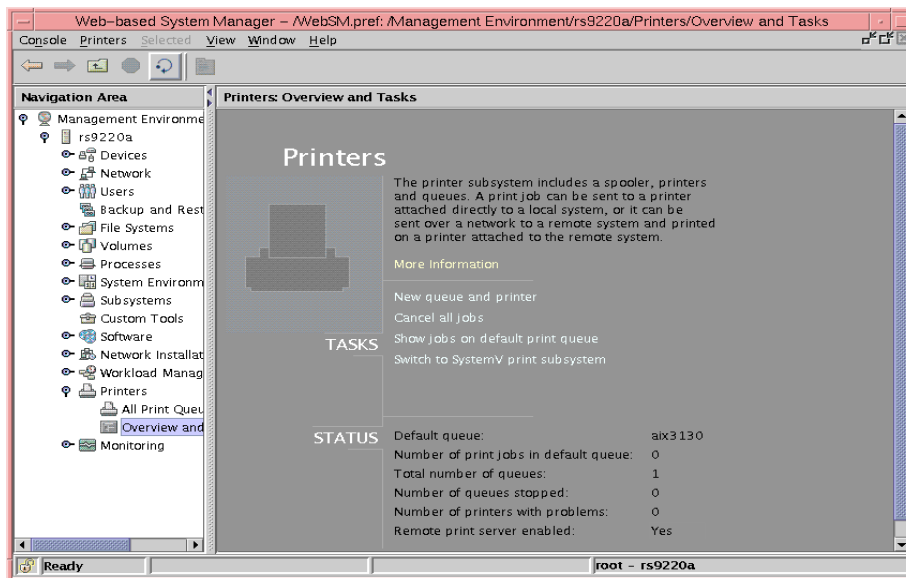 Web-based System Manager - /WebSM.pref: /Management Environment/rs9220a/Printers/Overview and Tasks
Console Printers Selected View Window Help
Navigation Area
Printers: Overview and Tasks
Management Environme
rs9220a
Devices
Network
Users
Backup and Rest
File Systems
Volumes
Processes
System Environm
Subsystems
Custom Tools
Software
Network Installat
Workload Manag
Printers
All Print Queu
Overview and
Monitoring
Printers
The printer subsystem includes a spooler, printers
and queues. A print job can be sent to a printer
attached directly to a local system, or it can be
sent over a network to a remote system and printed
on a printer attached to the remote system.
More Information
TASKS
New queue and printer
Cancel all jobs
Show jobs on default print queue
Switch to SystemV print subsystem
STATUS
Default queue: aix3130
Number of print jobs in default queue: 0
Total number of queues: 1
Number of queues stopped: 0
Number of printers with problems: 0
Remote print server enabled: Yes
Ready
root - rs9220a